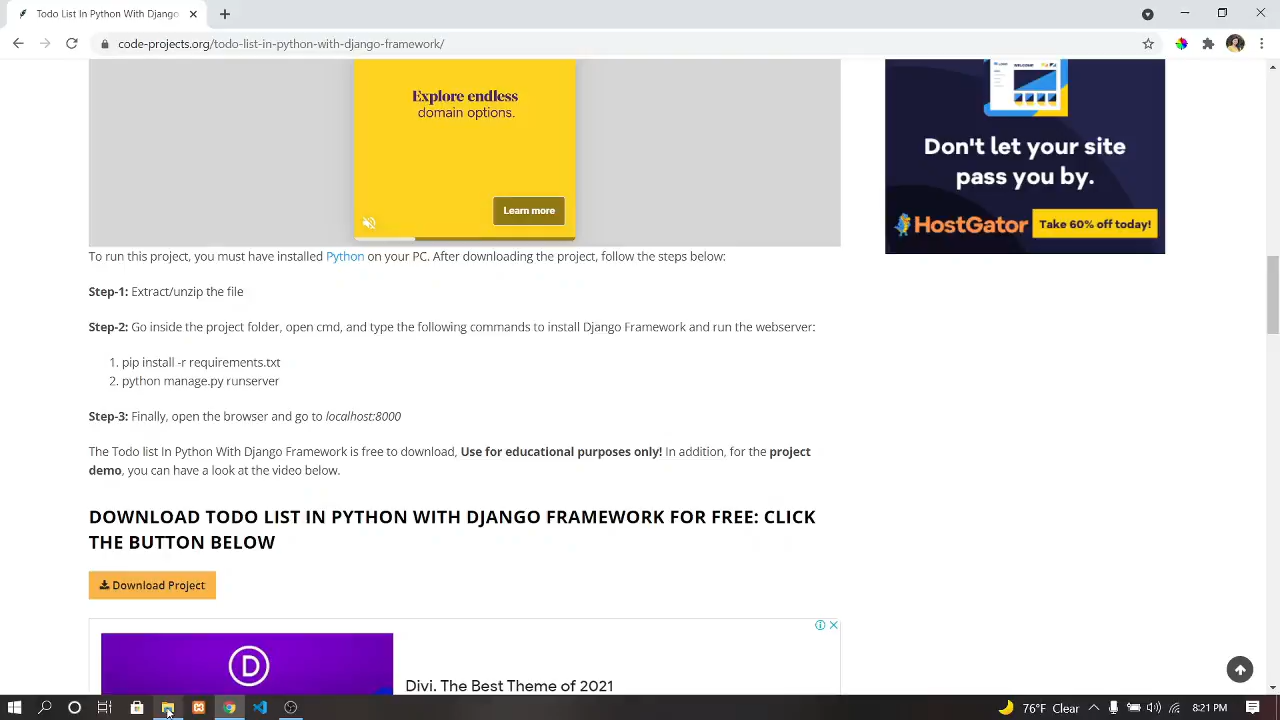 Todo List In Python With Django
code-projects.org/todo-list-in-python-with-django-framework/
Explore endless
domain options.
Learn more
Don't let your site
pass you by.
HostGator
Take 60% off today!
To run this project, you must have installed Python on your PC. After downloading the project, follow the steps below:
Step-1: Extract/unzip the file
Step-2: Go inside the project folder, open cmd, and type the following commands to install Django Framework and run the webserver:
1. pip install -r requirements.txt
2. python manage.py runserver
Step-3: Finally, open the browser and go to localhost:8000
The Todo list In Python With Django Framework is free to download, Use for educational purposes only! In addition, for the project
demo, you can have a look at the video below.
DOWNLOAD TODO LIST IN PYTHON WITH DJANGO FRAMEWORK FOR FREE: CLICK
THE BUTTON BELOW
Download Project
D
Divi. The Best Theme of 2021
76°F Clear
8:21 PM